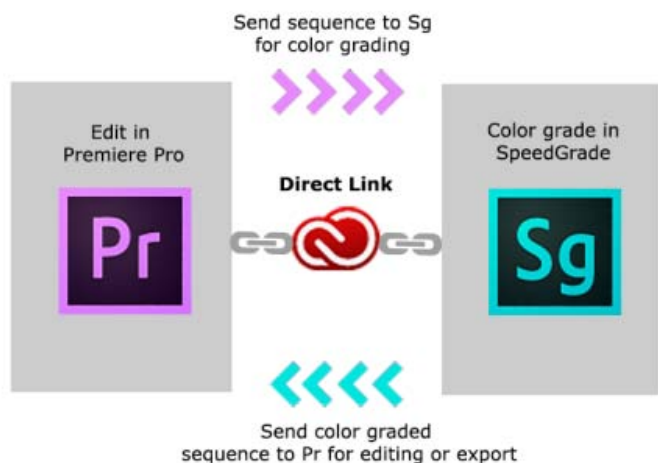 Send sequence to Sg
for color grading
Edit in
Premiere Pro
Pr
Direct Link
Color grade in
SpeedGrade
Sg
Send color graded
sequence to Pr for editing or export